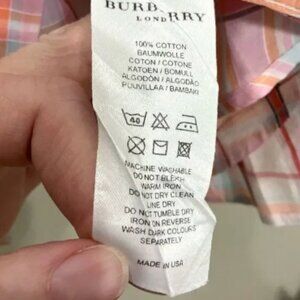 BURBERRY
LONDON
100% COTTON
BAUMWOLLE
COTON / COTONE
KATOEN / BOMULL
ALGODÓN / ALGODÃO
PUUVILLAA / BAMBAKI
40
MACHINE WASHABLE
DO NOT BLEACH
WARM IRON
DO NOT DRY CLEAN
LINE DRY
DO NOT TUMBLE DRY
IRON ON REVERSE
WASH DARK COLOURS
SEPARATELY
MADE IN USA